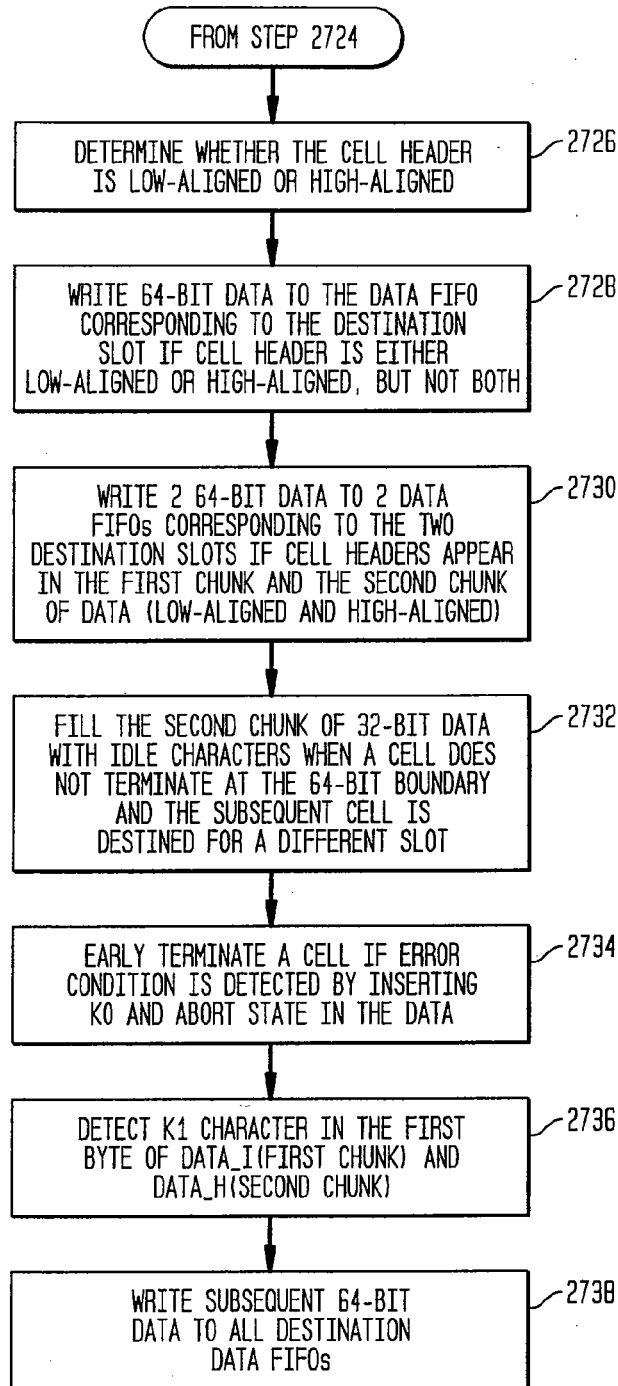 FROM STEP 2724
DETERMINE WHETHER THE CELL HEADER
IS LOW-ALIGNED OR HIGH-ALIGNED
2726
WRITE 64-BIT DATA TO THE DATA FIFO
CORRESPONDING TO THE DESTINATION
SLOT IF CELL HEADER IS EITHER
LOW-ALIGNED OR HIGH-ALIGNED, BUT NOT BOTH
2728
WRITE 2 64-BIT DATA TO 2 DATA
FIFOs CORRESPONDING TO THE TWO
DESTINATION SLOTS IF CELL HEADERS APPEAR
IN THE FIRST CHUNK AND THE SECOND CHUNK
OF DATA (LOW-ALIGNED AND HIGH-ALIGNED)
2730
FILL THE SECOND CHUNK OF 32-BIT DATA
WITH IDLE CHARACTERS WHEN A CELL DOES
NOT TERMINATE AT THE 64-BIT BOUNDARY
AND THE SUBSEQUENT CELL IS
DESTINED FOR A DIFFERENT SLOT
2732
EARLY TERMINATE A CELL IF ERROR
CONDITION IS DETECTED BY INSERTING
K0 AND ABORT STATE IN THE DATA
2734
DETECT K1 CHARACTER IN THE FIRST
BYTE OF DATA_I(FIRST CHUNK) AND
DATA_H(SECOND CHUNK)
2736
WRITE SUBSEQUENT 64-BIT
DATA TO ALL DESTINATION
DATA FIFOs
2738